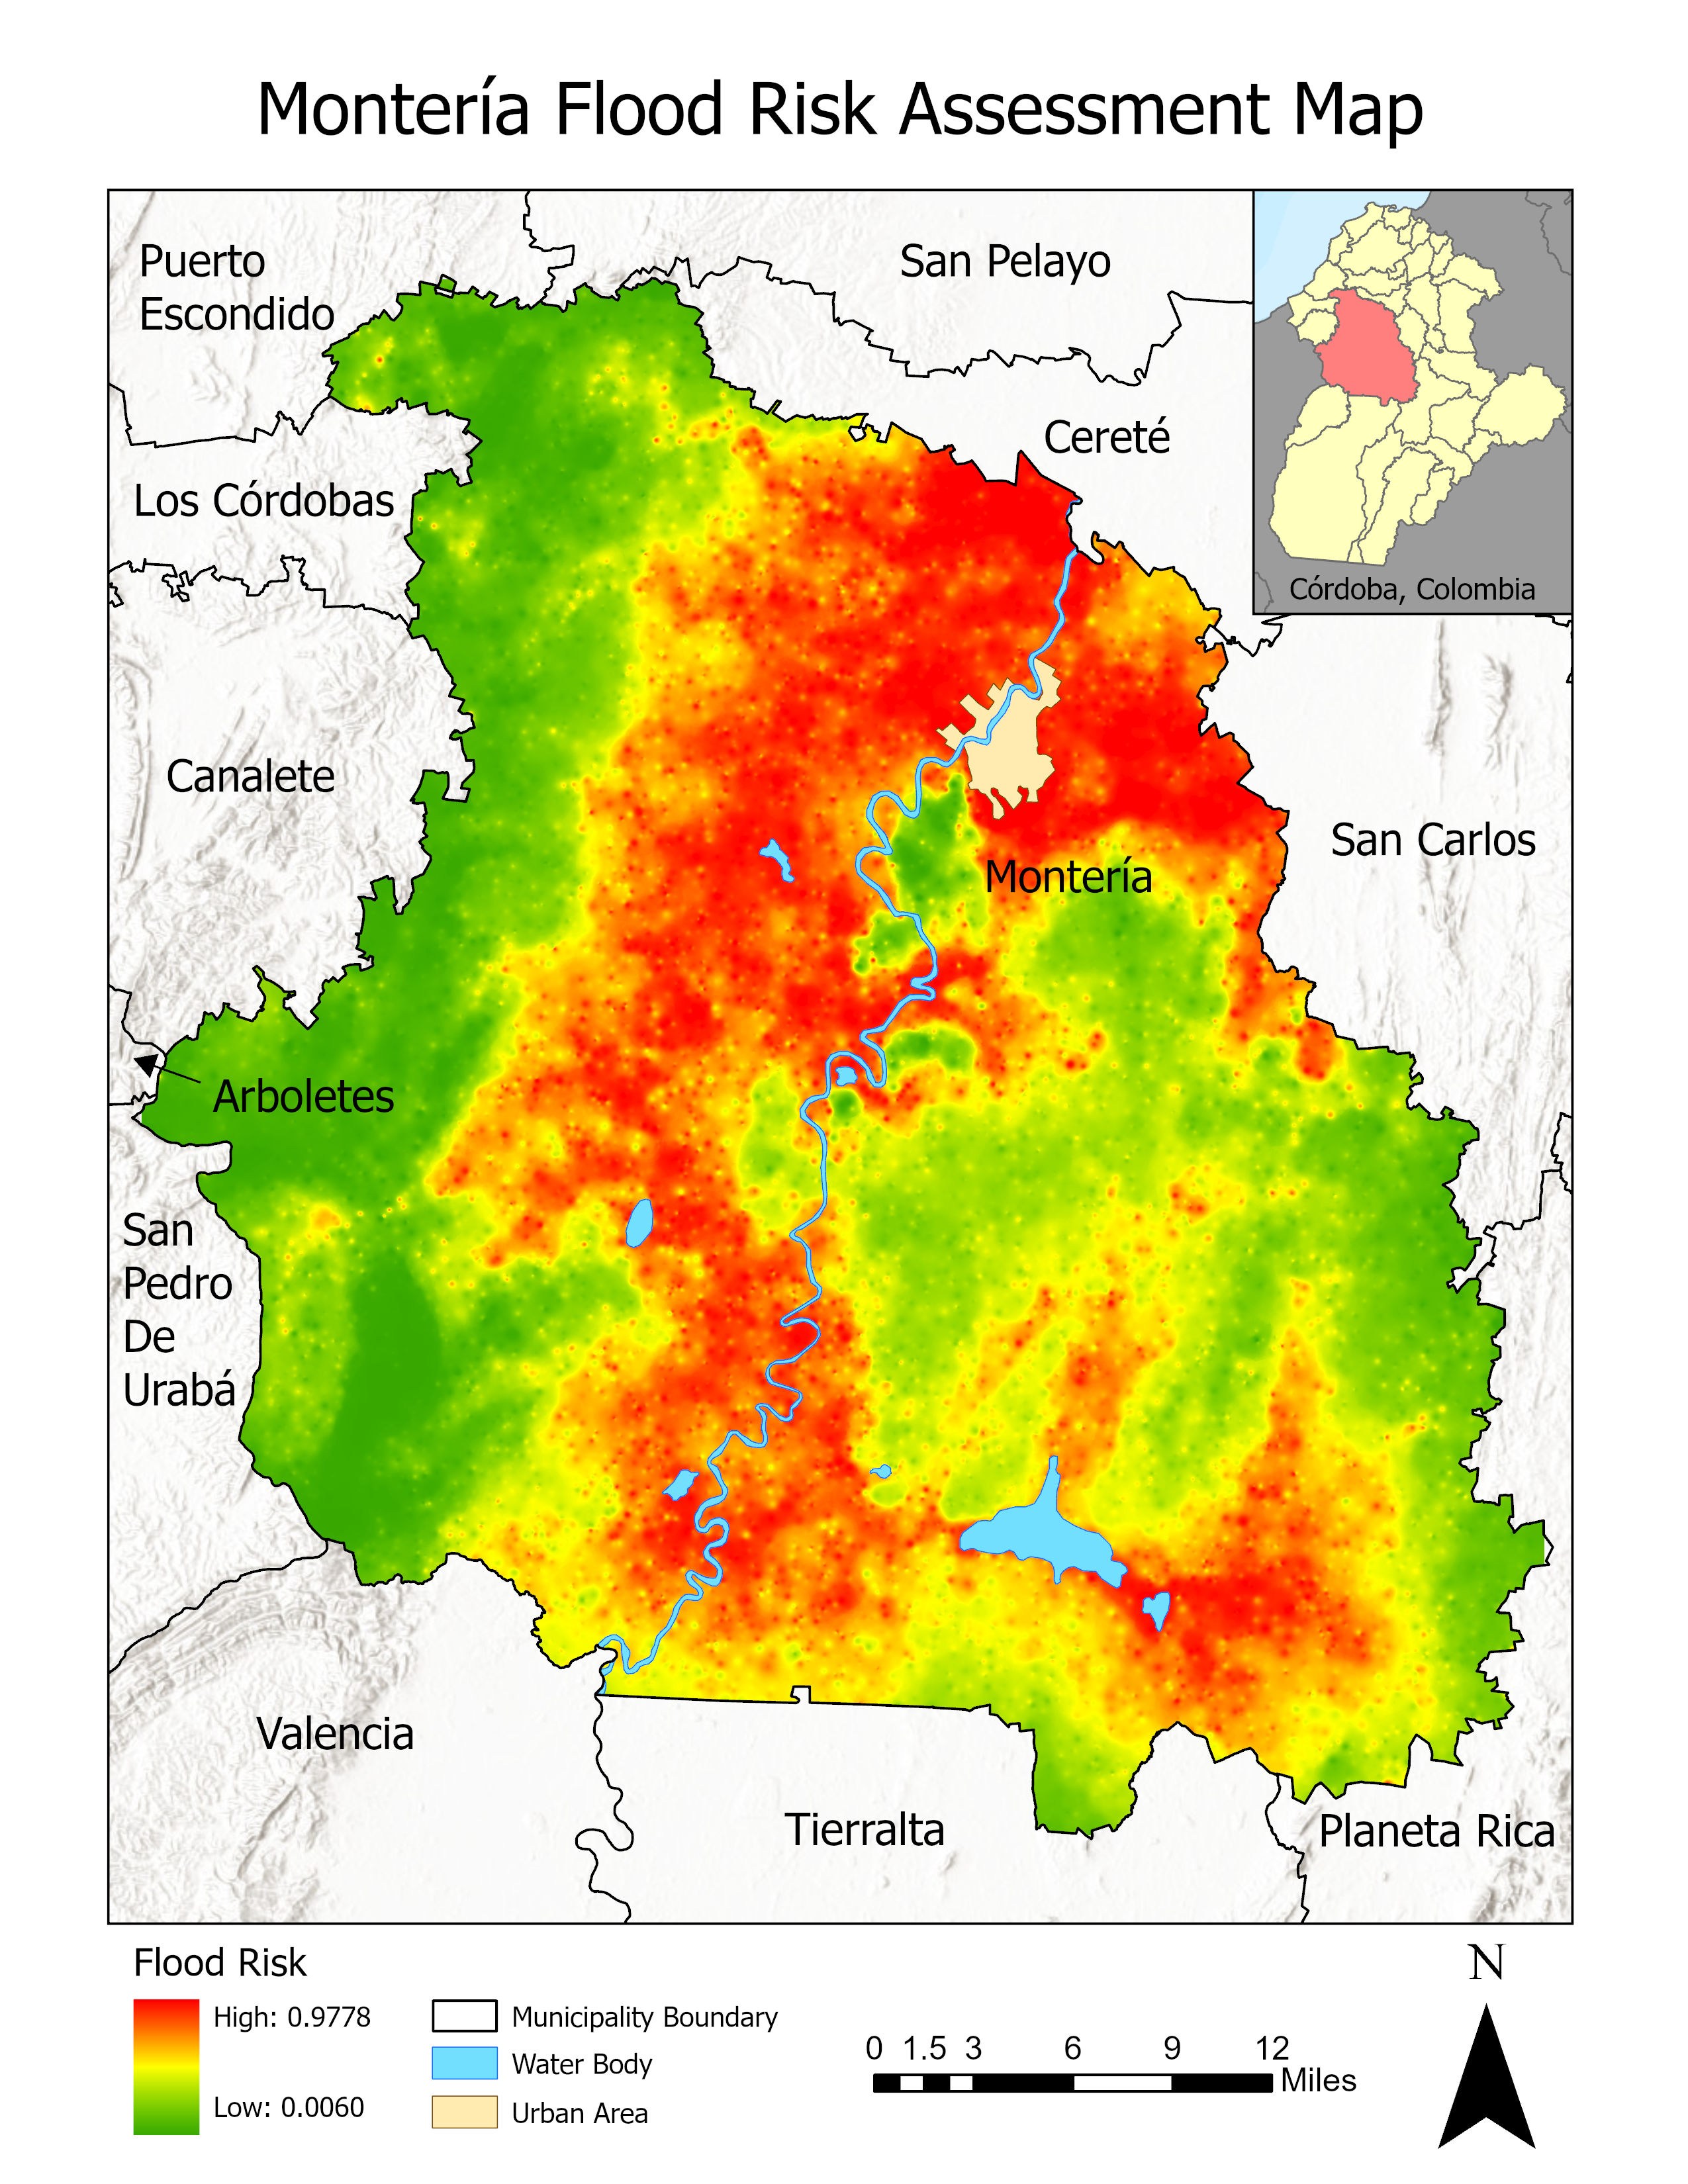 Montería Flood Risk Assessment Map
Puerto
Escondido
San Pelayo
Cereté
Los Córdobas
Córdoba, Colombia
Canalete
San Carlos
Montería
Arboletes
San
Pedro
De
Urabá
Valencia
Tierralta
Planeta Rica
Flood Risk
High: 0.9778
Low: 0.0060
Municipality Boundary
Water Body
Urban Area
0 1.5 3 6 9 12
Miles
N